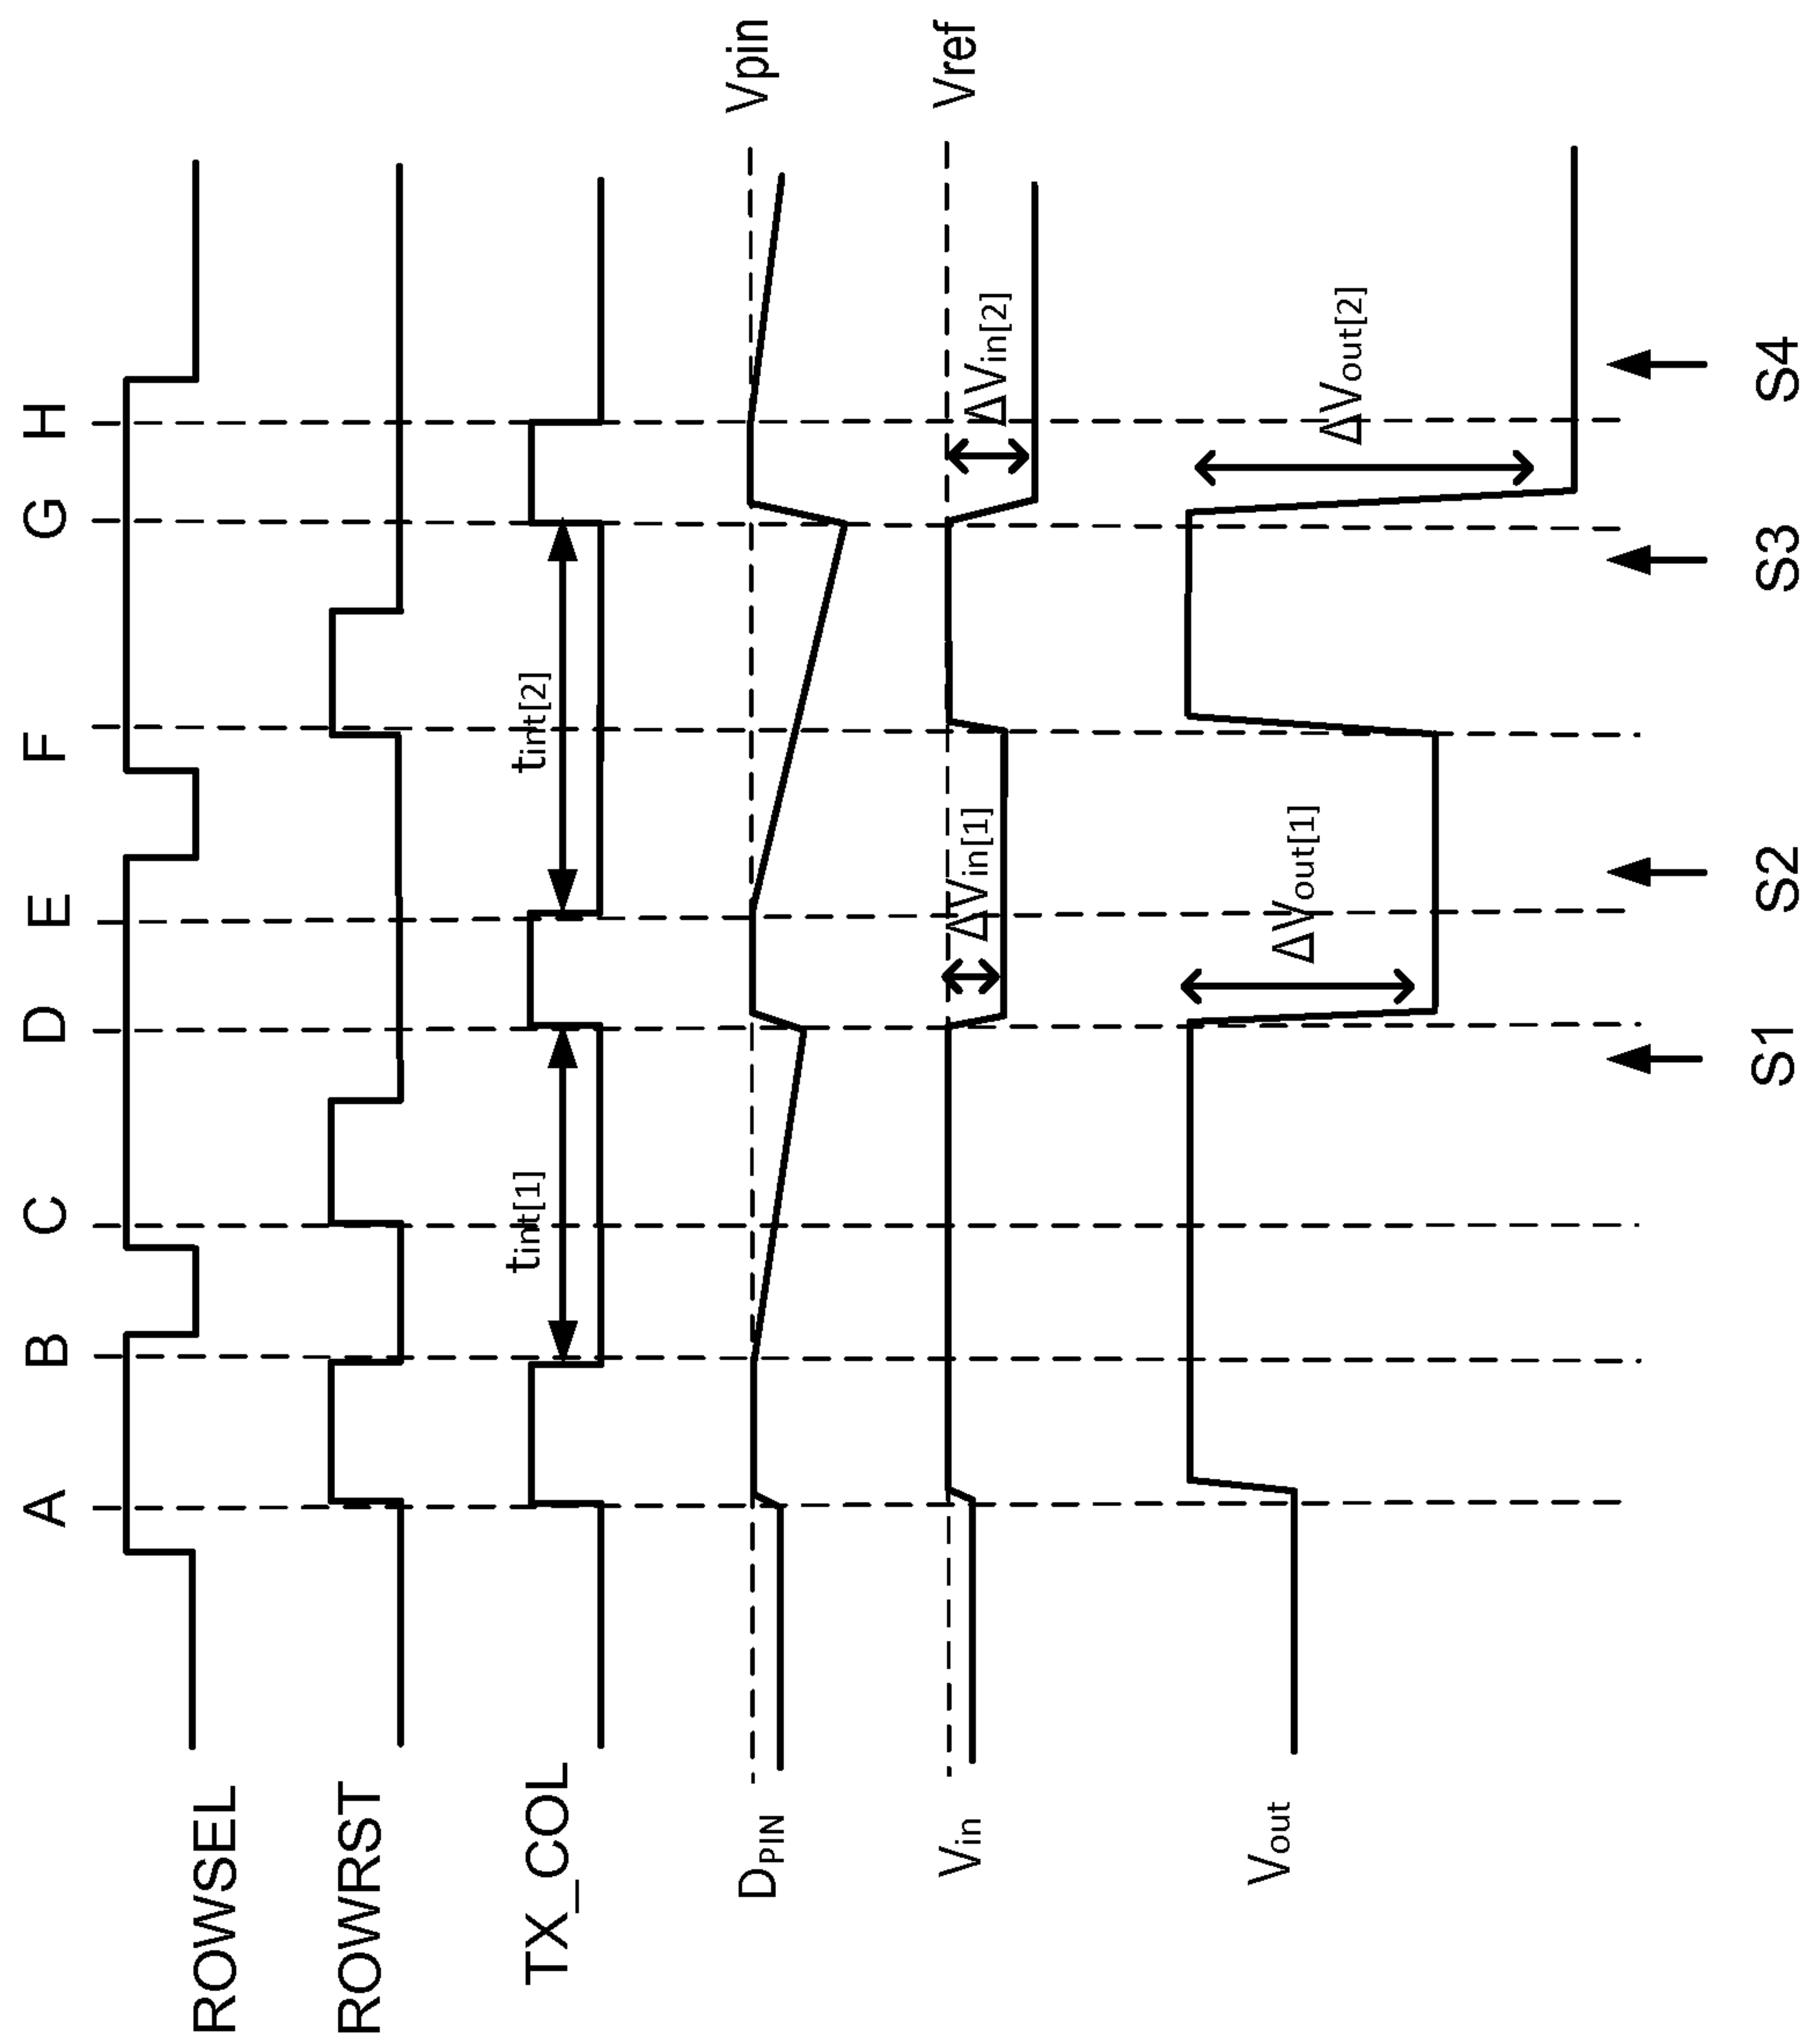 A B C D E F G H
ROWSEL
ROWRST
TX_COL
tint[1] tint[2]
DPIN
Vpin
Vin
Vref
ΔVin[1] ΔVin[2]
Vout
ΔVout[1] ΔVout[2]
S1 S2 S3 S4